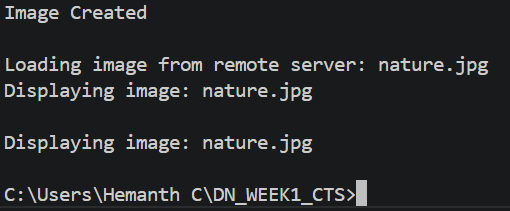 Image Created
Loading image from remote server: nature.jpg
Displaying image: nature.jpg
Displaying image: nature.jpg
C:\Users\Hemanth C\DN_WEEK1_CTS>